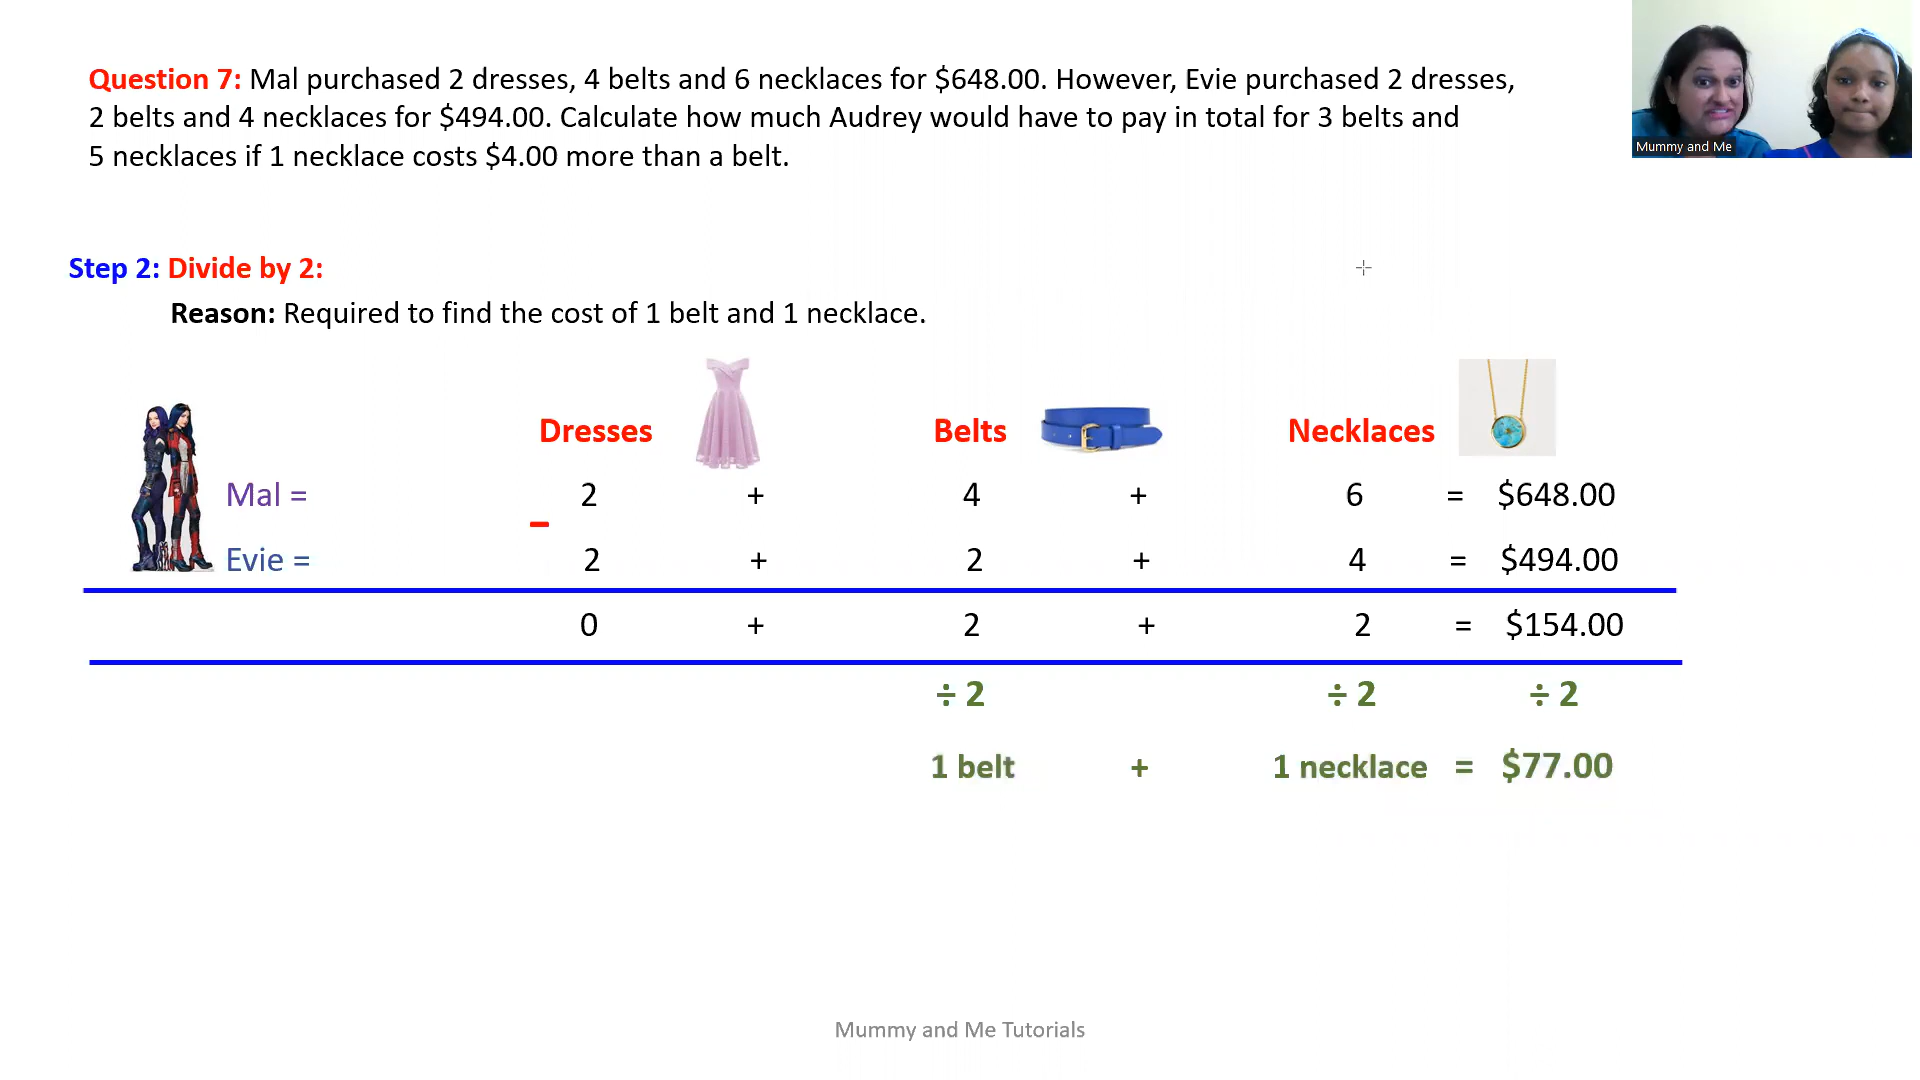 Question 7: Mal purchased 2 dresses, 4 belts and 6 necklaces for $648.00. However, Evie purchased 2 dresses,
2 belts and 4 necklaces for $494.00. Calculate how much Audrey would have to pay in total for 3 belts and
5 necklaces if 1 necklace costs $4.00 more than a belt.
Mummy and Me
Step 2: Divide by 2:
Reason: Required to find the cost of 1 belt and 1 necklace.
Dresses Belts Necklaces
Mal = 2 + 4 + 6 = $648.00
-
Evie = 2 + 2 + 4 = $494.00
0 + 2 + 2 = $154.00
÷ 2 ÷ 2 ÷ 2
1 belt + 1 necklace = $77.00
Mummy and Me Tutorials